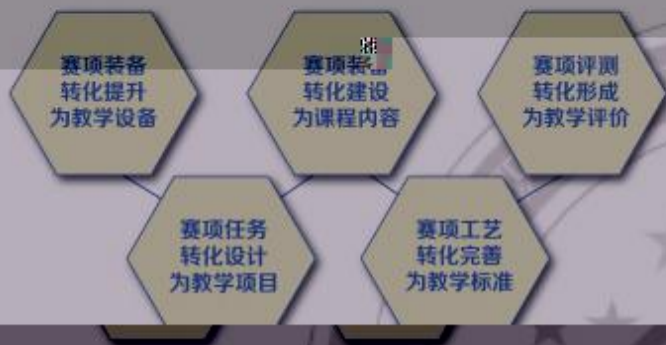 赛项装备
转化提升
为教学设备
赛项装
转化建设
为课程内容
赛项评测
转化形成
为教学评价
赛项任务
转化设计
为教学项目
赛项工艺
转化完善
为教学标准